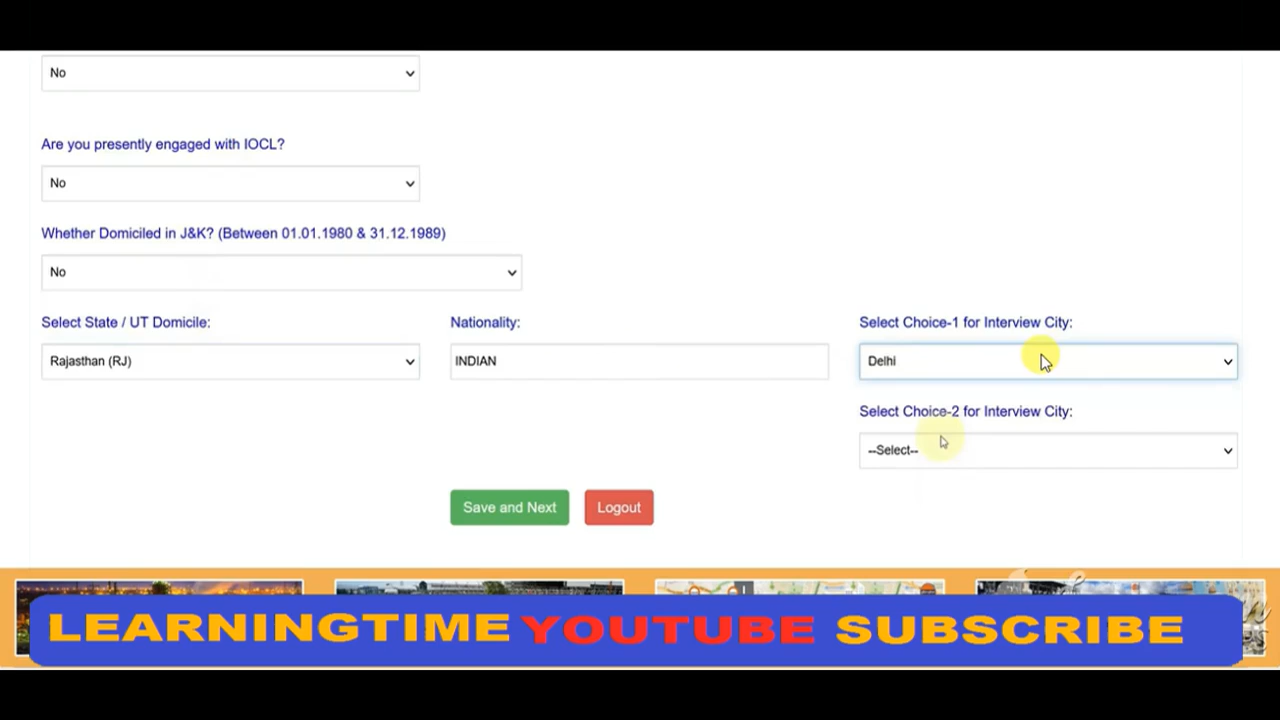 No
Are you presently engaged with IOCL?
No
Whether Domiciled in J&K? (Between 01.01.1980 & 31.12.1989)
No
Select State / UT Domicile:
Nationality:
Select Choice-1 for Interview City:
Rajasthan (RJ)
INDIAN
Delhi
Select Choice-2 for Interview City:
--Select--
Save and Next
Logout
LEARNINGTIME YOUTUBE SUBSCRIBE